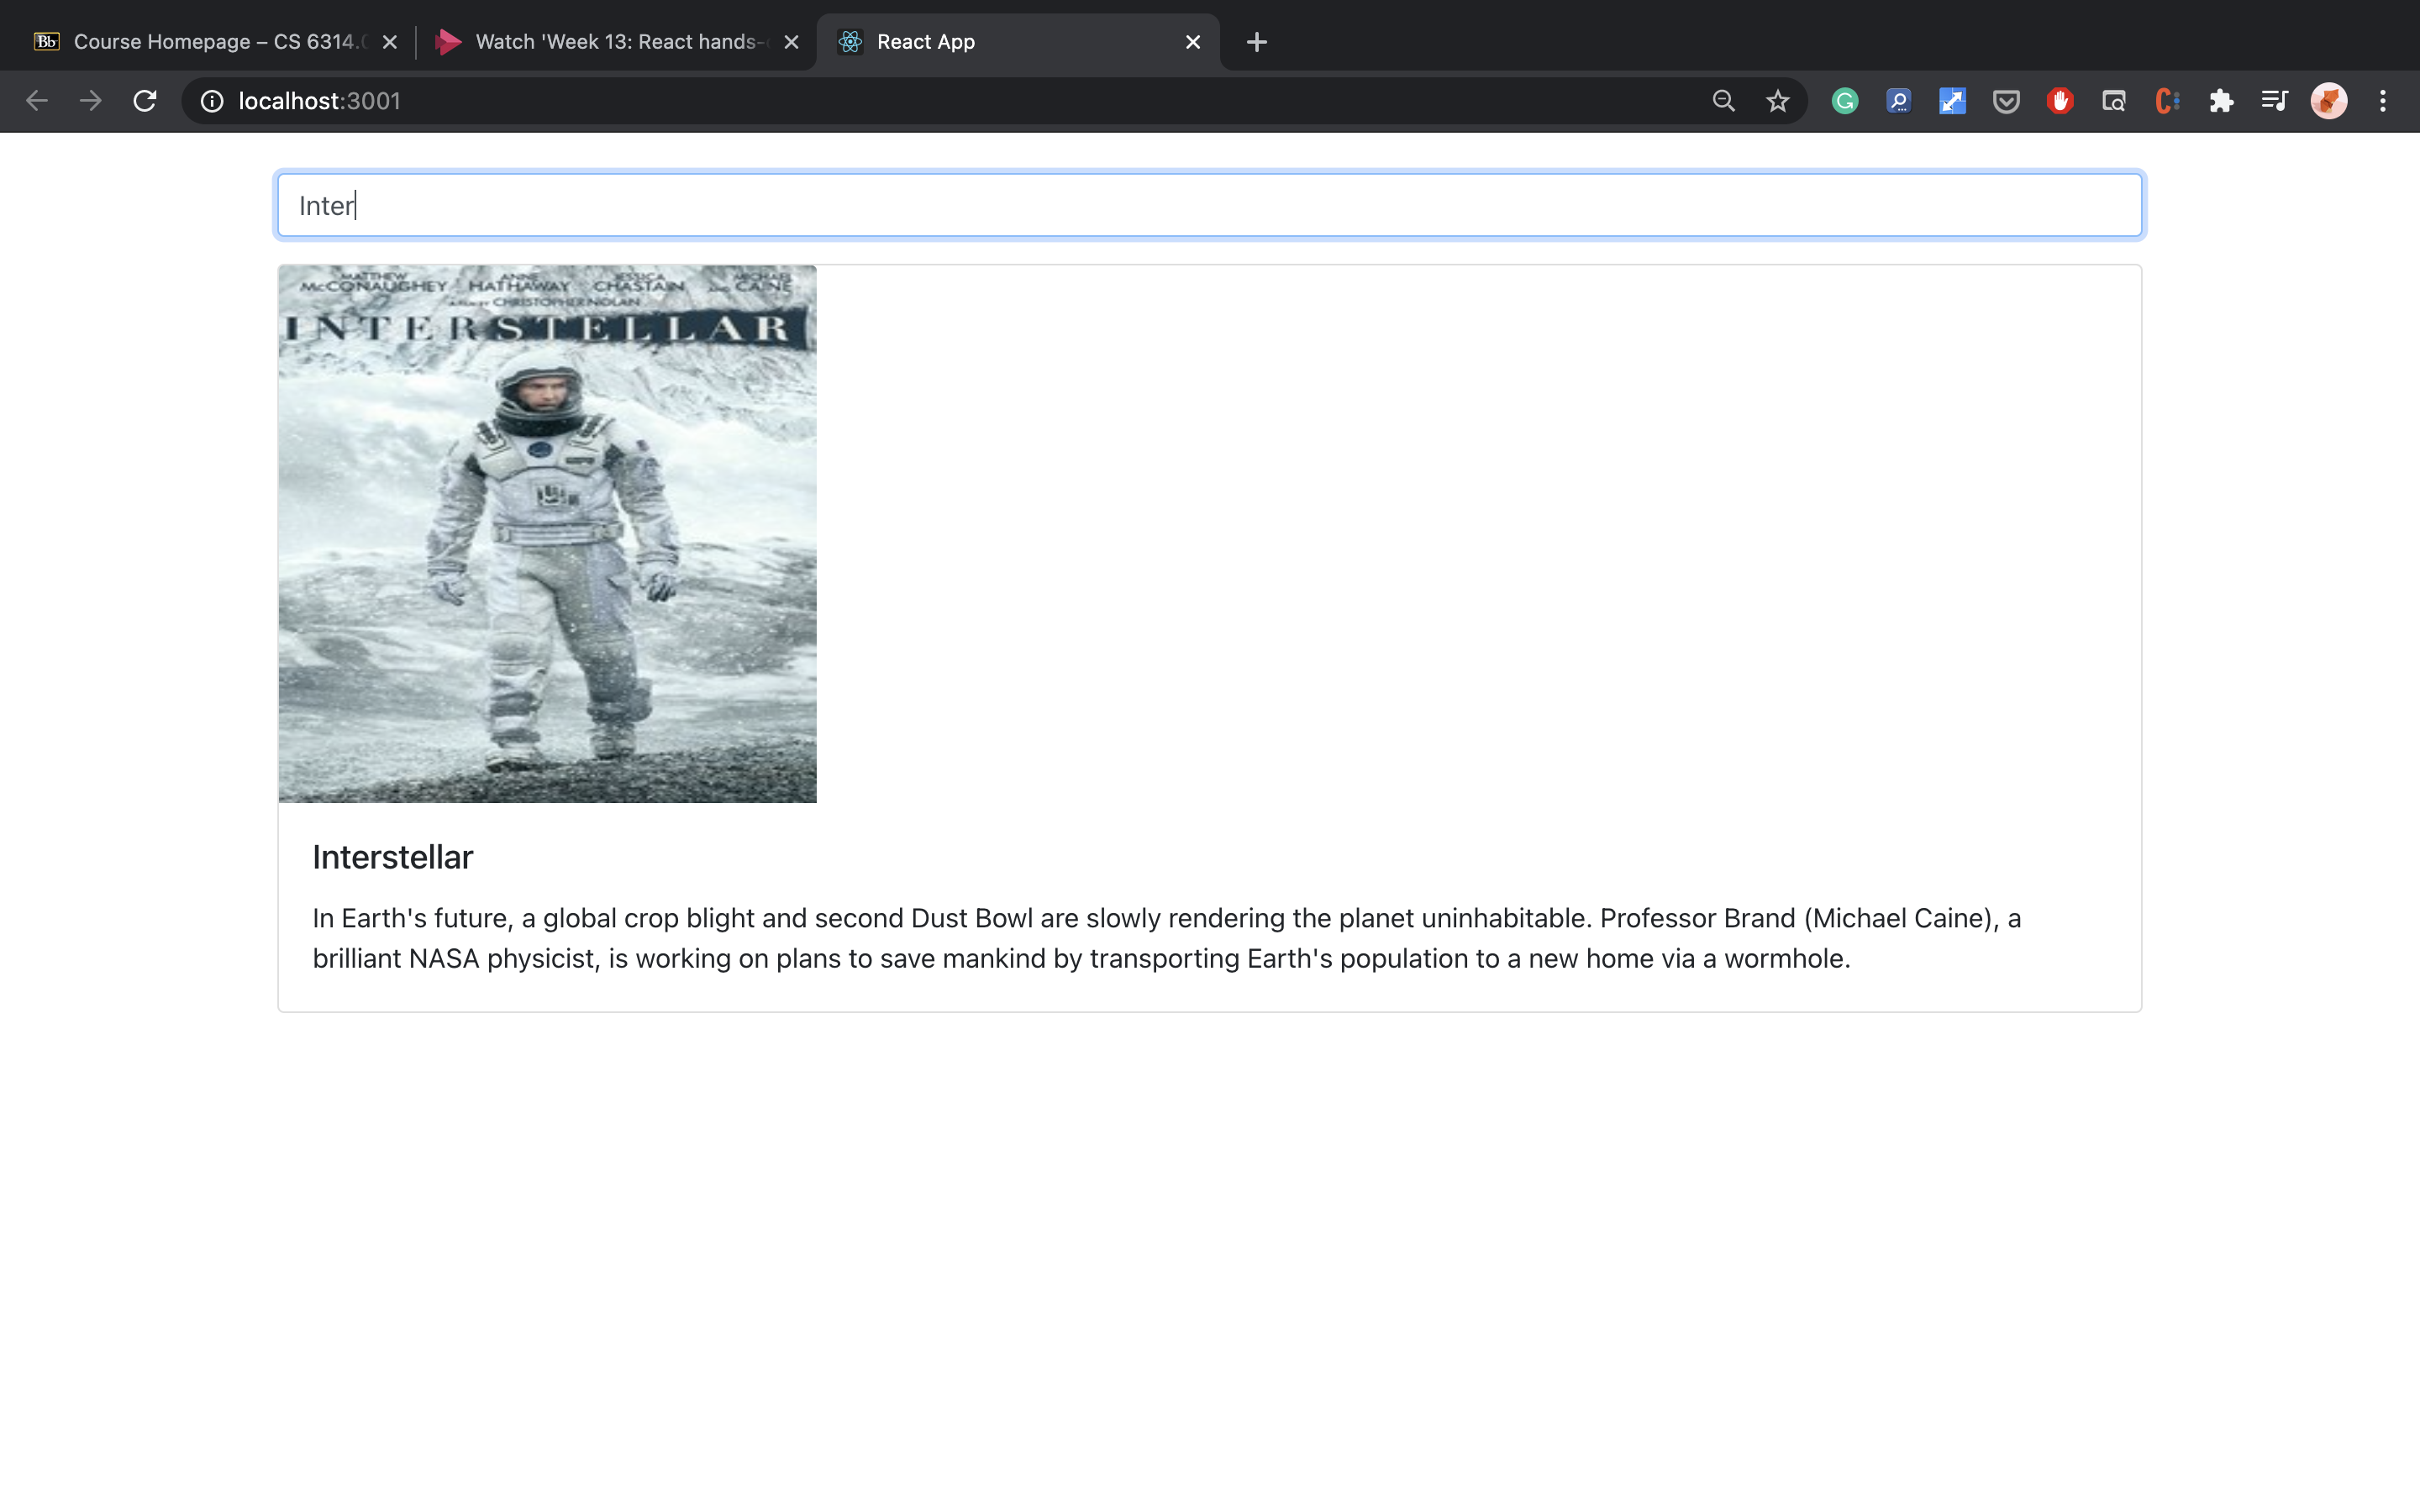 Bb Course Homepage – CS 6314.0
Watch 'Week 13: React hands-o
React App
localhost:3001
Inter
MATTHEW McCONAUGHEY ANNE HATHAWAY JESSICA CHASTAIN AND MICHAEL CAINE
A FILM BY CHRISTOPHER NOLAN
INTERSTELLAR
Interstellar
In Earth's future, a global crop blight and second Dust Bowl are slowly rendering the planet uninhabitable. Professor Brand (Michael Caine), a
brilliant NASA physicist, is working on plans to save mankind by transporting Earth's population to a new home via a wormhole.